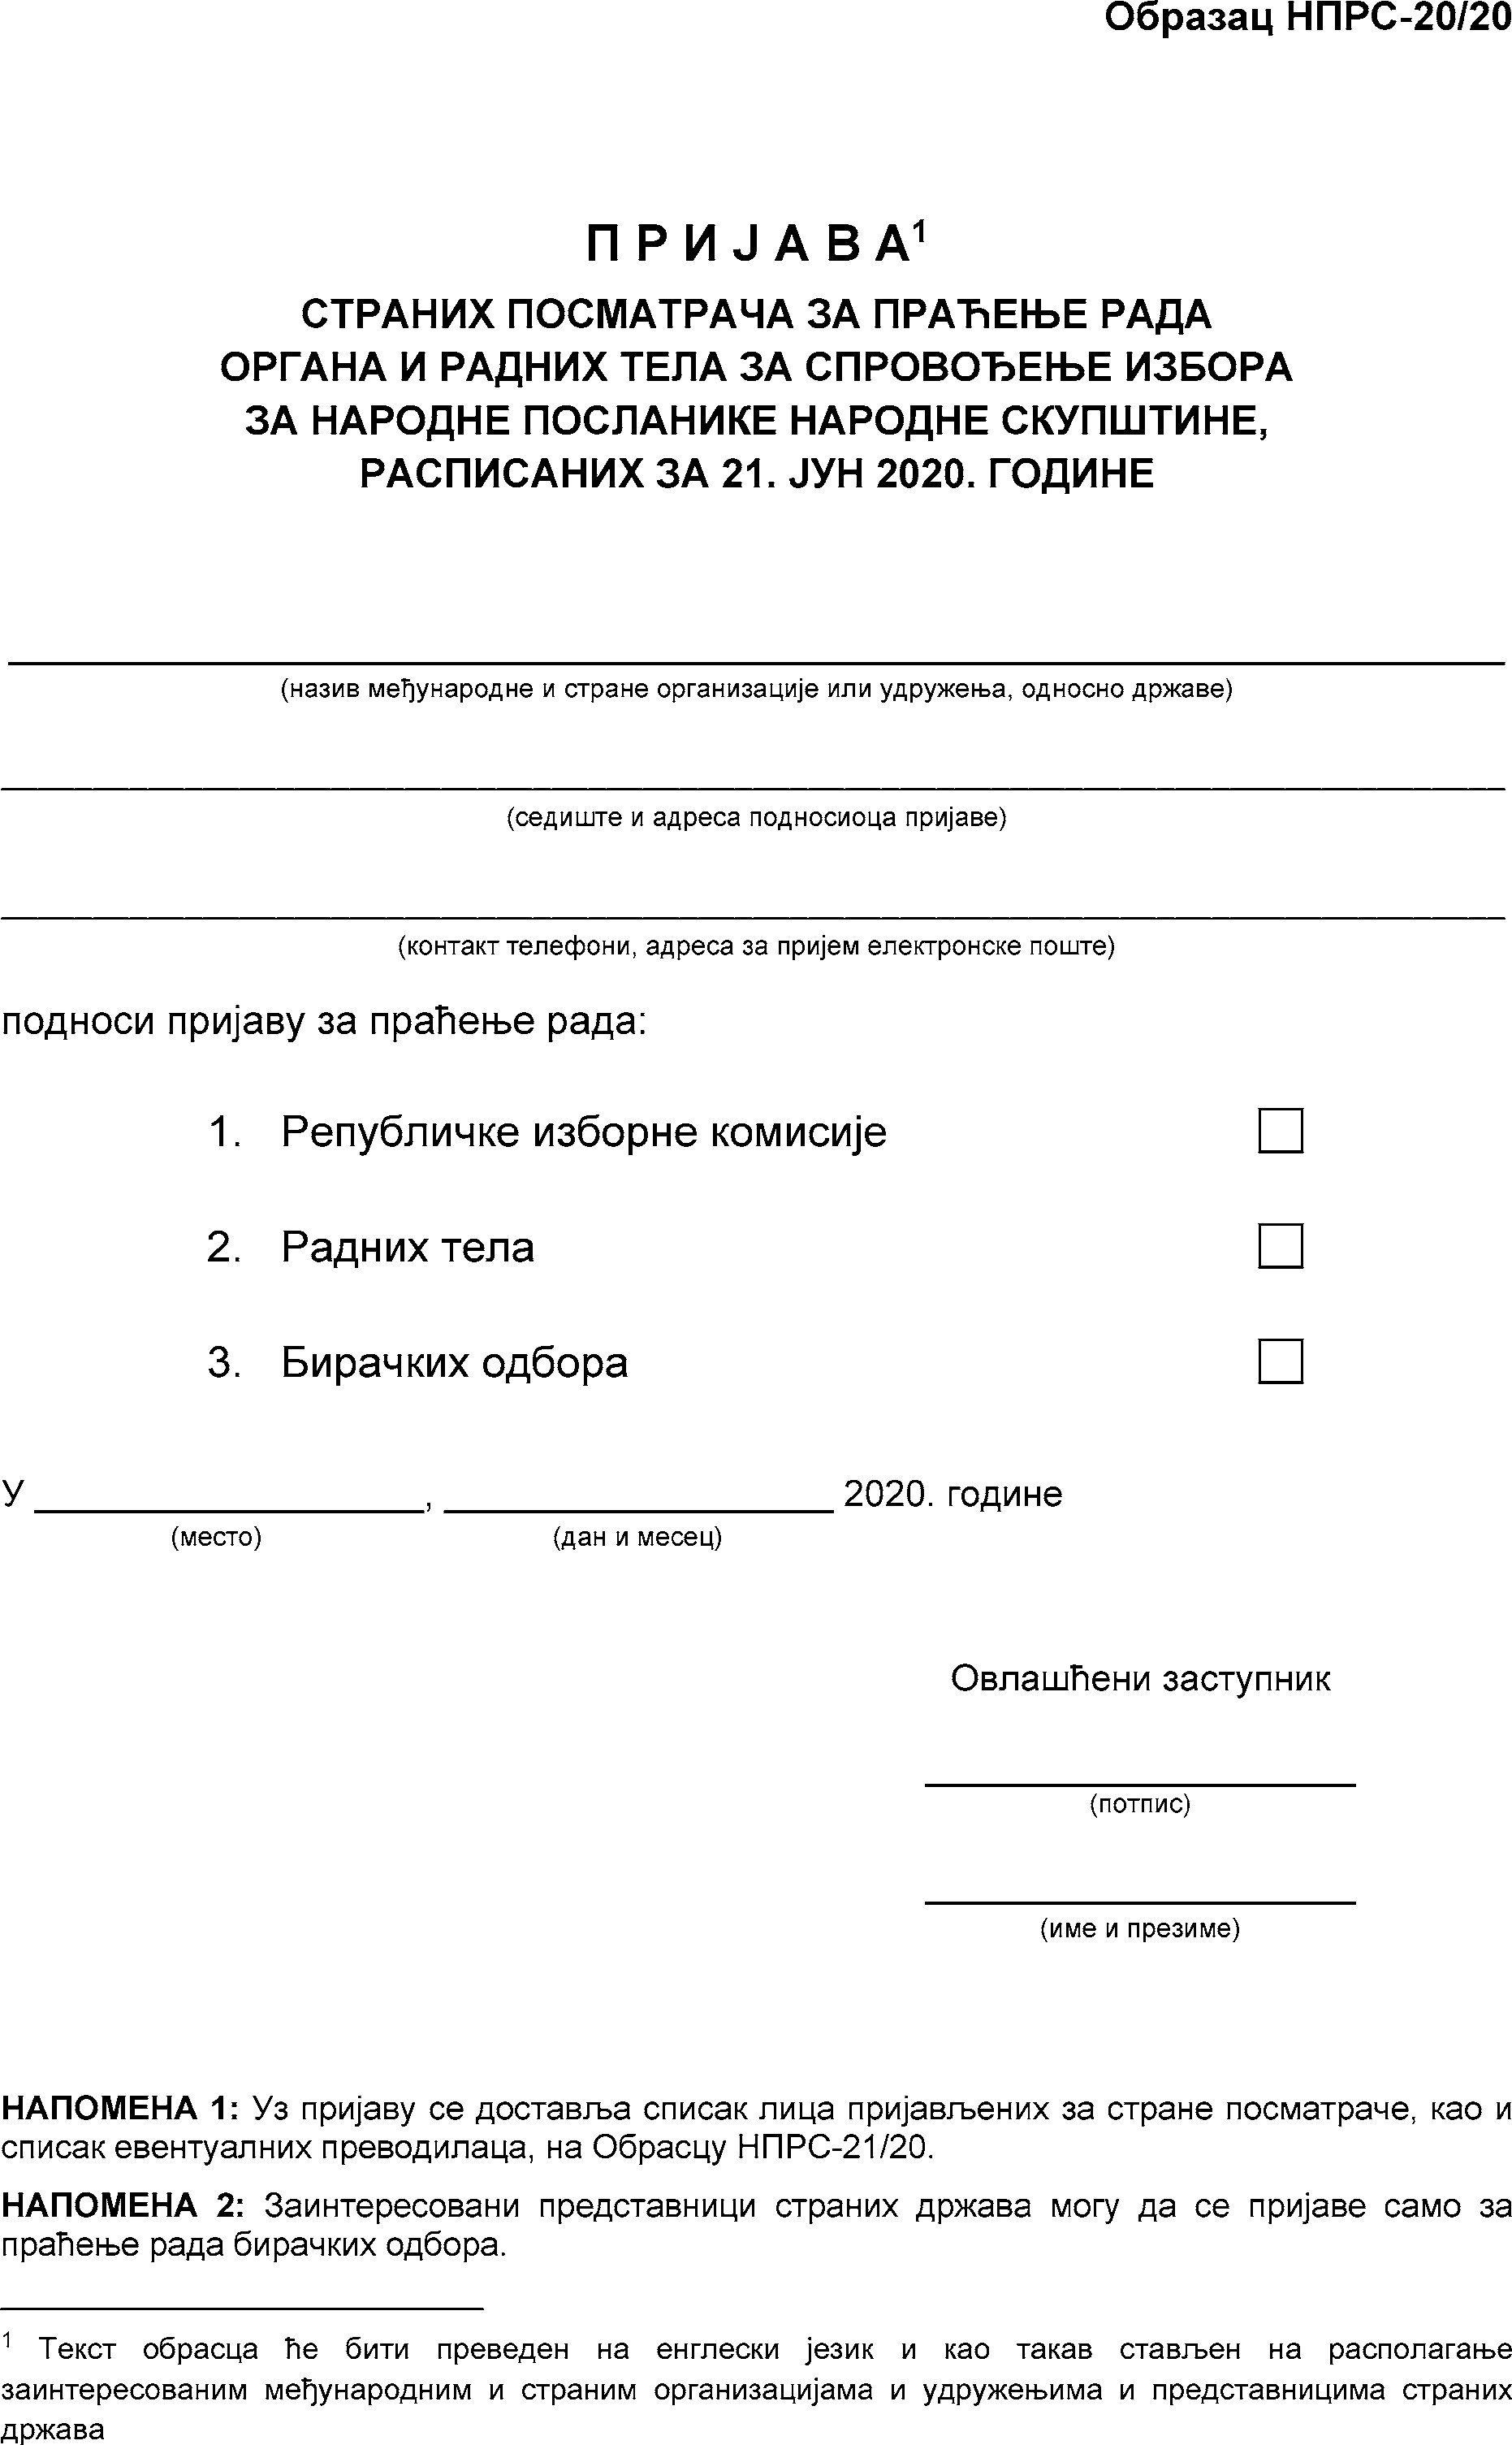 Образац НПРС-20/20
П Р И Ј А В А¹
СТРАНИХ ПОСМАТРАЧА ЗА ПРАЋЕЊЕ РАДА
ОРГАНА И РАДНИХ ТЕЛА ЗА СПРОВОЂЕЊЕ ИЗБОРА
ЗА НАРОДНЕ ПОСЛАНИКЕ НАРОДНЕ СКУПШТИНЕ,
РАСПИСАНИХ ЗА 21. ЈУН 2020. ГОДИНЕ
(назив међународне и стране организације или удружења, односно државе)
(седиште и адреса подносиоца пријаве)
(контакт телефони, адреса за пријем електронске поште)
подноси пријаву за праћење рада:
1. Републичке изборне комисије
2. Радних тела
3. Бирачких одбора
У ____________________, ____________________ 2020. године
(место) (дан и месец)
Овлашћени заступник
(потпис)
(име и презиме)
НАПОМЕНА 1: Уз пријаву се доставља списак лица пријављених за стране посматраче, као и
списак евентуалних преводилаца, на Обрасцу НПРС-21/20.
НАПОМЕНА 2: Заинтересовани представници страних држава могу да се пријаве само за
праћење рада бирачких одбора.
¹ Текст обрасца ће бити преведен на енглески језик и као такав стављен на располагање
заинтересованим међународним и страним организацијама и удружењима и представницима страних
држава